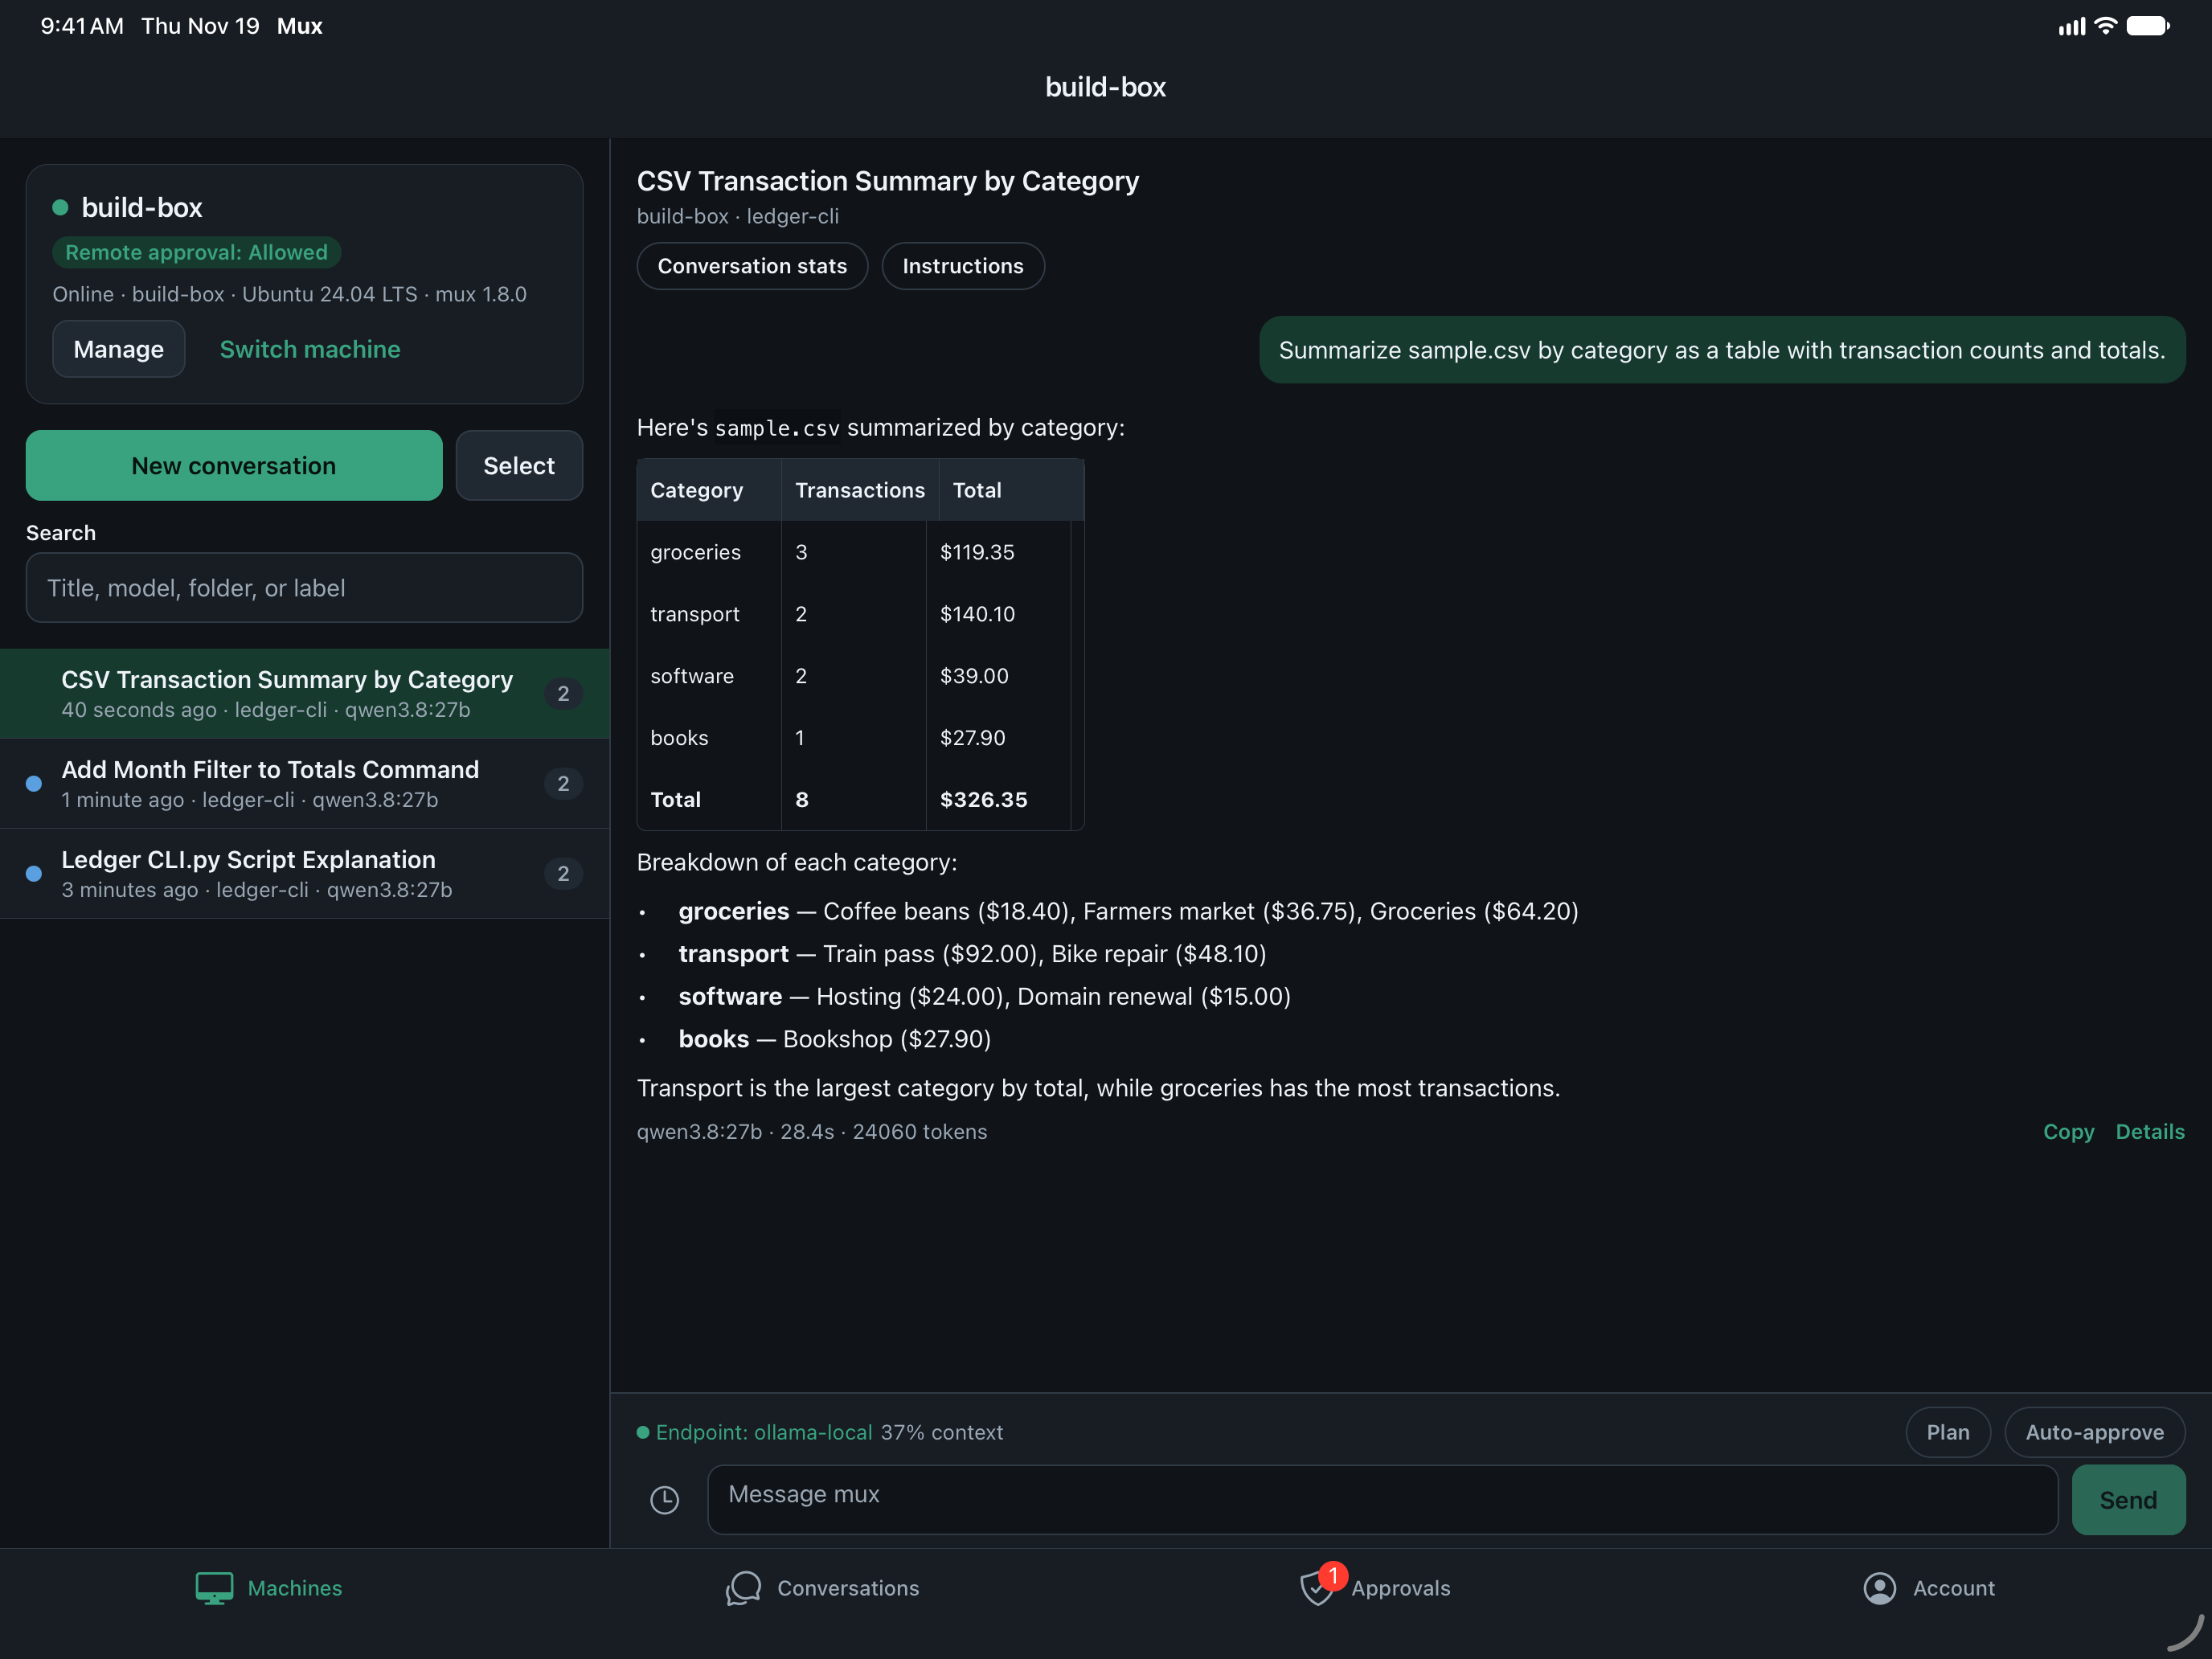 9:41 AM Thu Nov 19 Mux
build-box
build-box
Remote approval: Allowed
Online · build-box · Ubuntu 24.04 LTS · mux 1.8.0
Manage Switch machine
New conversation Select
Search
Title, model, folder, or label
CSV Transaction Summary by Category
40 seconds ago · ledger-cli · qwen3.8:27b
2
Add Month Filter to Totals Command
1 minute ago · ledger-cli · qwen3.8:27b
2
Ledger CLI.py Script Explanation
3 minutes ago · ledger-cli · qwen3.8:27b
2
CSV Transaction Summary by Category
build-box · ledger-cli
Conversation stats Instructions
Summarize sample.csv by category as a table with transaction counts and totals.
Here's sample.csv summarized by category:
Category Transactions Total
groceries 3 $119.35
transport 2 $140.10
software 2 $39.00
books 1 $27.90
Total 8 $326.35
Breakdown of each category:
• groceries — Coffee beans ($18.40), Farmers market ($36.75), Groceries ($64.20)
• transport — Train pass ($92.00), Bike repair ($48.10)
• software — Hosting ($24.00), Domain renewal ($15.00)
• books — Bookshop ($27.90)
Transport is the largest category by total, while groceries has the most transactions.
qwen3.8:27b · 28.4s · 24060 tokens Copy Details
Endpoint: ollama-local 37% context Plan Auto-approve
Message mux Send
Machines Conversations 1 Approvals Account